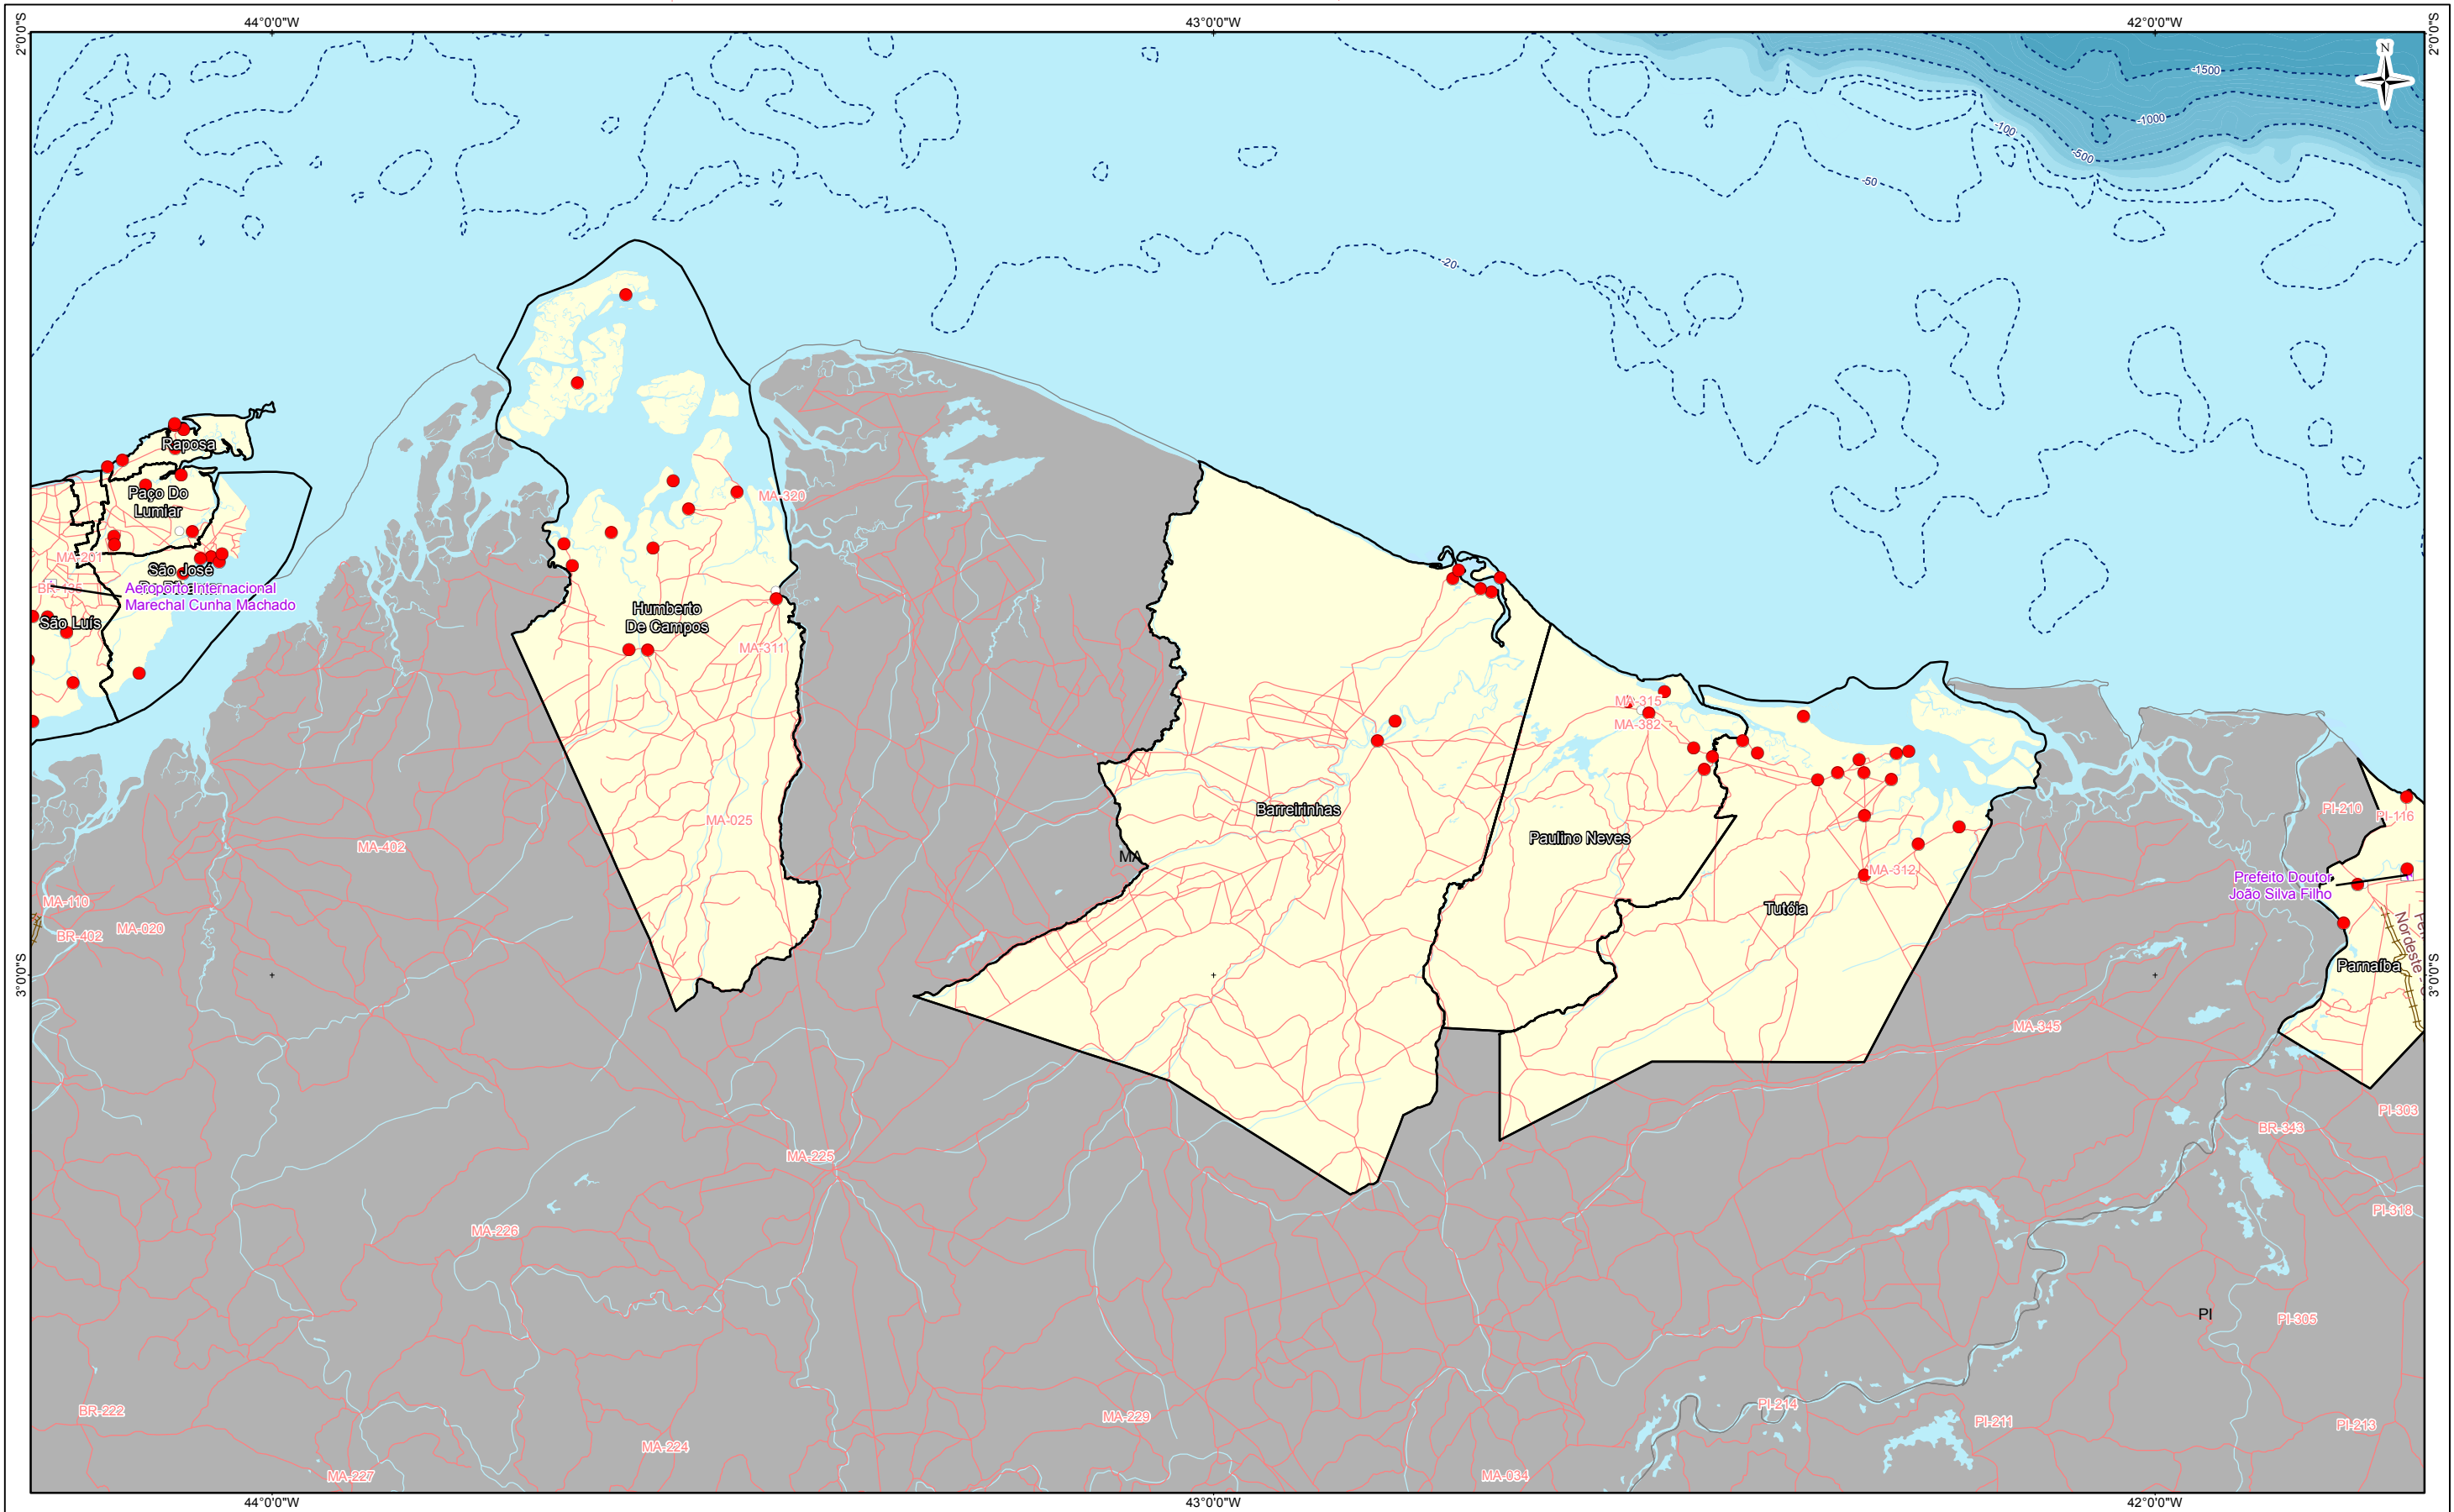 44°0'0"W
43°0'0"W
42°0'0"W
2°0'0"S
2°0'0"S
N
-1500
-1000
-100
-500
-50
-20
Raposa
Paço Do
Lumiar
MA-320
MA-201
São José
BR-135
Aeroporto Internacional
Marechal Cunha Machado
São Luís
Humberto
De Campos
MA-311
MA-315
MA-382
MA-025
Barreirinhas
PI-210
PI-116
Paulino Neves
MA-402
MA
MA-312
Prefeito Doutor
João Silva Filho
MA-110
Tutóia
MA-020
BR-402
Nordeste
Parnaíba
3°0'0"S
3°0'0"S
MA-345
PI-303
BR-343
MA-225
PI-318
MA-226
PI
PI-305
PI-214
BR-222
MA-229
PI-211
PI-213
MA-224
MA-227
MA-034
44°0'0"W
43°0'0"W
42°0'0"W